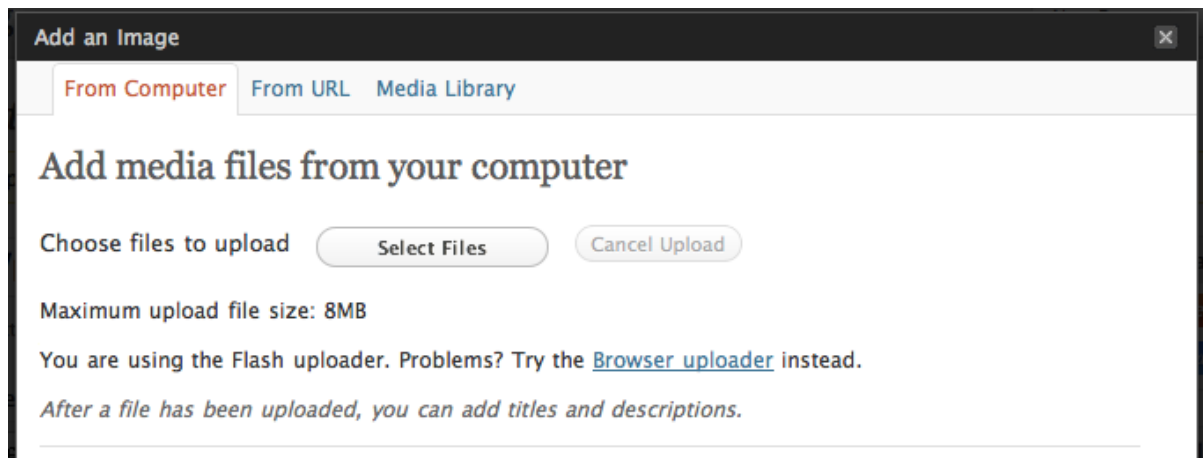 Add an Image
From Computer From URL Media Library
Add media files from your computer
Choose files to upload Select Files Cancel Upload
Maximum upload file size: 8MB
You are using the Flash uploader. Problems? Try the Browser uploader instead.
After a file has been uploaded, you can add titles and descriptions.